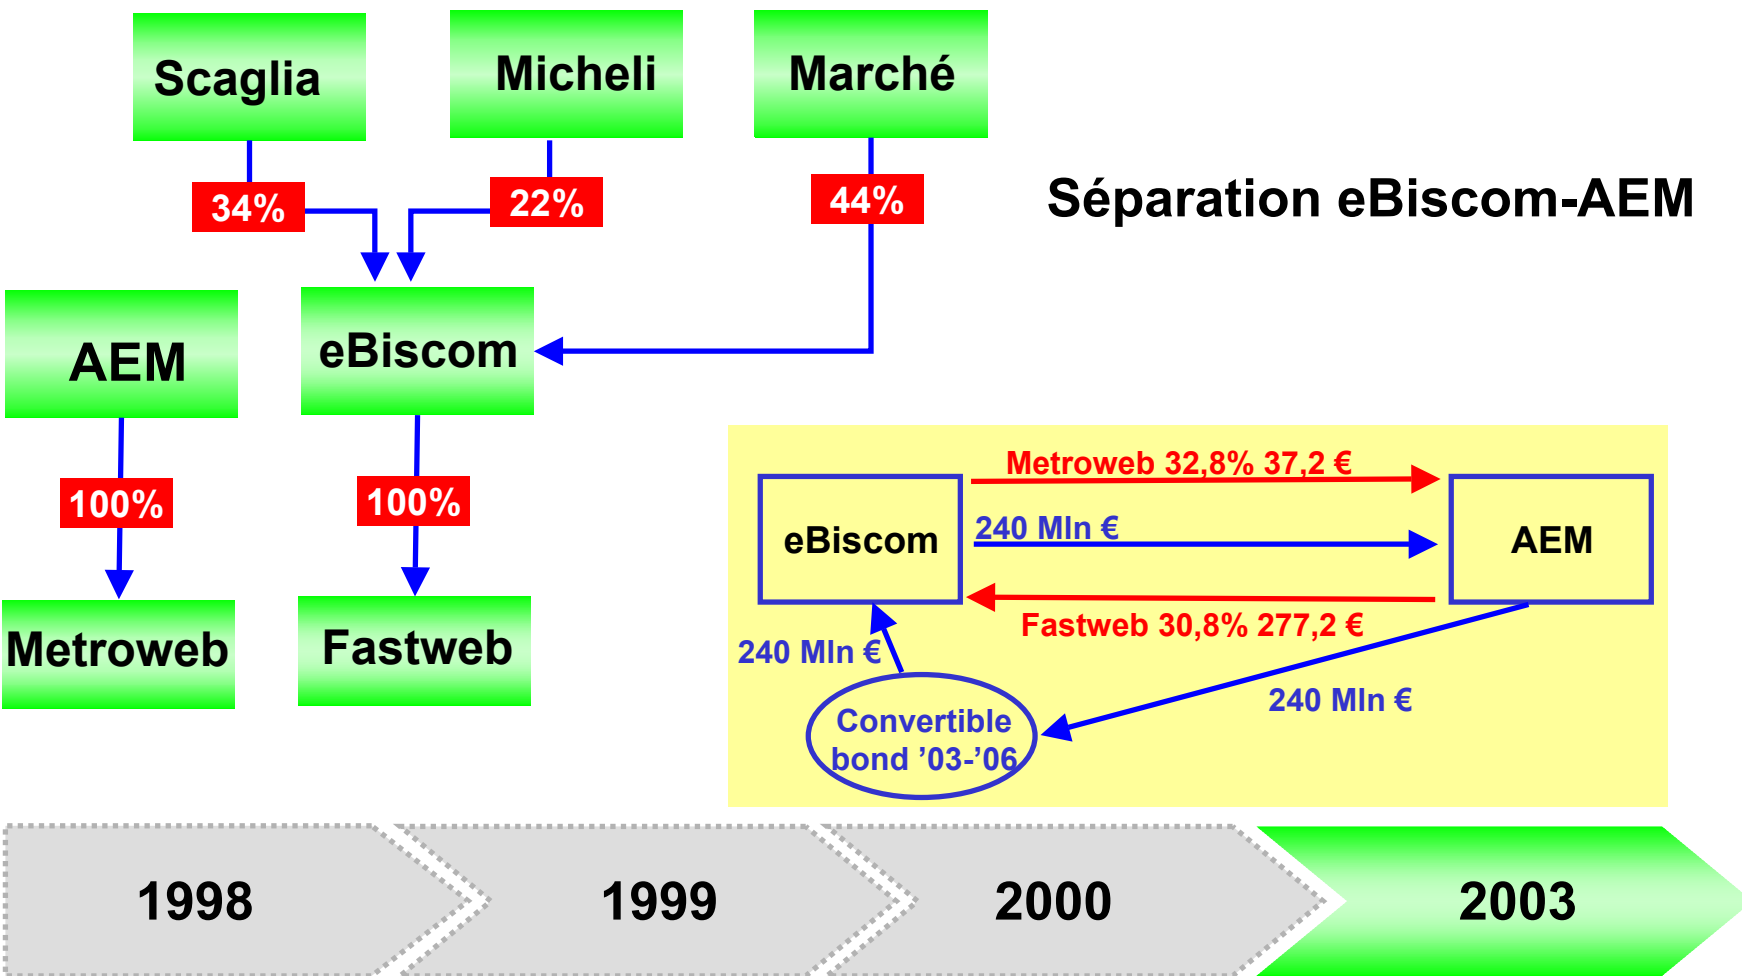 Scaglia
Micheli
Marché
34%
22%
44%
Séparation eBiscom-AEM
AEM
eBiscom
100%
100%
Metroweb
Fastweb
Metroweb 32,8% 37,2 €
eBiscom
240 Mln €
AEM
Fastweb 30,8% 277,2 €
240 Mln €
240 Mln €
Convertible
bond ’03-’06
1998
1999
2000
2003